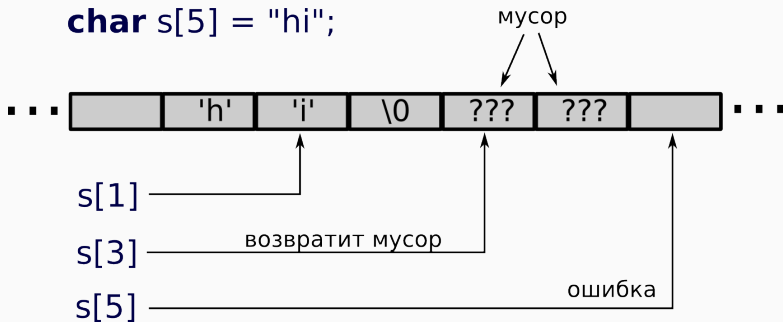 char s[5] = "hi";
мусор
... 'h' 'i' \0 ??? ??? ...
s[1]
s[3] возвратит мусор
ошибка
s[5]